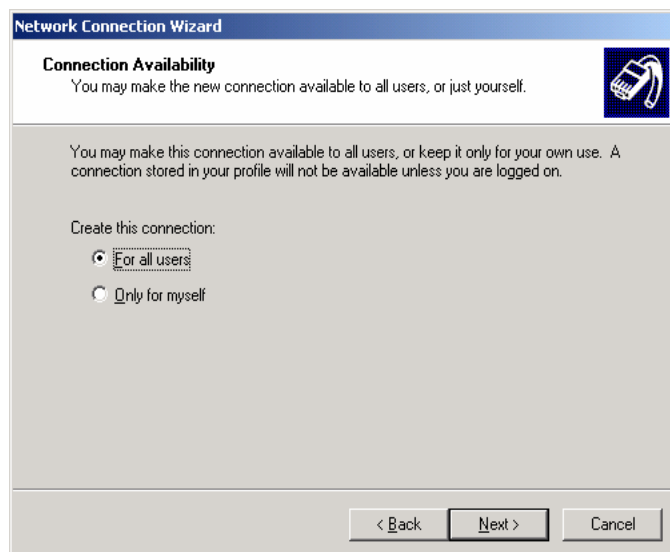 Network Connection Wizard
Connection Availability
You may make the new connection available to all users, or just yourself.
You may make this connection available to all users, or keep it only for your own use. A
connection stored in your profile will not be available unless you are logged on.
Create this connection:
For all users
Only for myself
< Back
Next >
Cancel